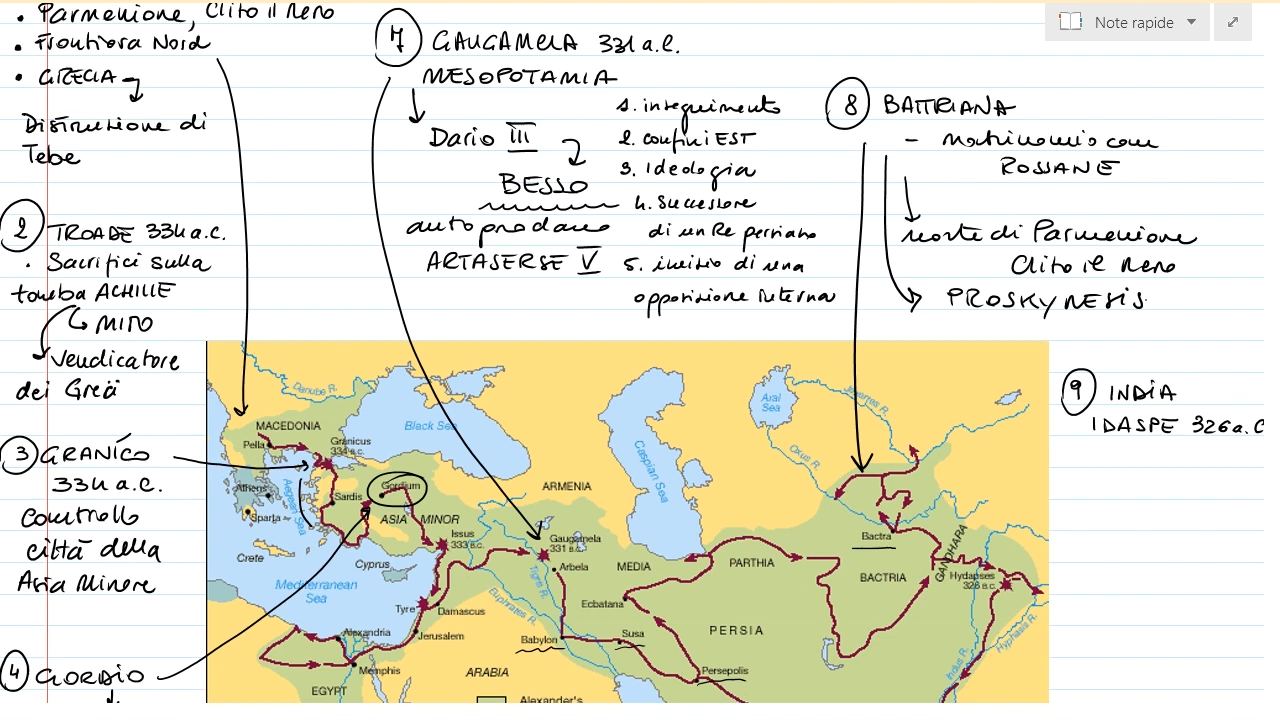 • Parmenione, Clito il Nero
• Frontiera Nord
• GRECIA
Distruzione di
Tebe
2 TROADE 334 a.C.
• Sacrifici sulla
tomba ACHILLE
MITO
Vendicatore
dei Greci
3 GRANÍCO
334 a.C.
controllo
città della
Asia Minore
4 GORDIO
7 GAUGAMELA 331 a.C.
MESOPOTAMIA
Dario III
BESSO
autoproclama
ARTASERSE V
1. inseguimento
2. confini EST
3. Ideologia
4. Successore
di un Re persiano
5. inizio di una
opposizione interna
8 BATTRIANA
- matrimonio con
ROSSANE
morte di Parmenione
Clito il Nero
PROSKYNESIS
9 INDIA
IDASPE 326 a.C
Note rapide
Danube R.
MACEDONIA
Pella
Granicus
334 B.C.
Black Sea
Aral
Sea
Jaxartes R.
Oxus R.
Caspian Sea
ARMENIA
Athens
Sparta
Aegean Sea
Sardis
Gordium
ASIA MINOR
Issus
333 B.C.
Gaugamela
331 B.C.
Arbela
MEDIA
PARTHIA
Bactra
BACTRIA
GANDHARA
Hydapses
326 B.C.
Crete
Cyprus
Mediterranean
Sea
Tyre
Damascus
Jerusalem
Tigris R.
Euphrates R.
Ecbatana
Babylon
Susa
PERSIA
Persepolis
Indus R.
Hyphasis R.
Alexandria
Memphis
EGYPT
ARABIA
Alexander's